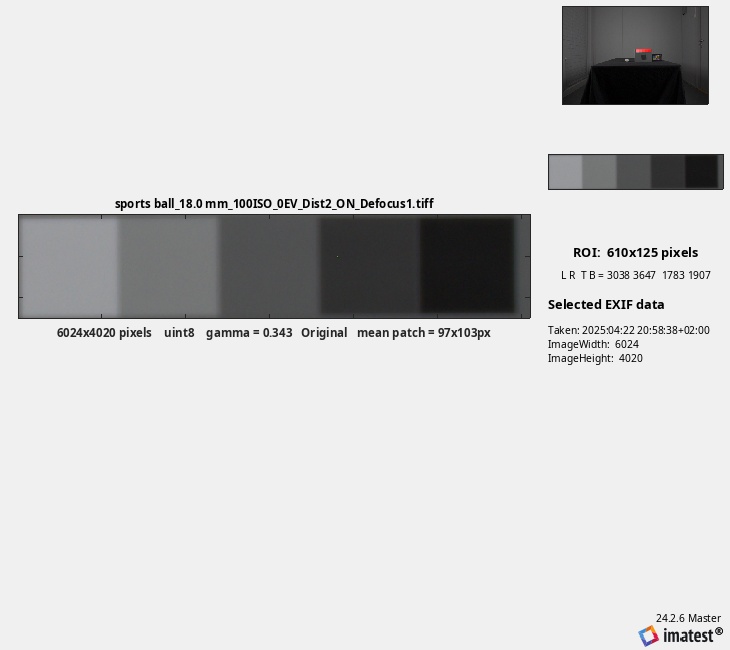 sports ball_18.0 mm_100ISO_0EV_Dist2_ON_Defocus1.tiff
6024x4020 pixels uint8 gamma = 0.343 Original mean patch = 97x103px
ROI: 610x125 pixels
L R T B = 3038 3647 1783 1907
Selected EXIF data
Taken: 2025:04:22 20:58:38+02:00
ImageWidth: 6024
ImageHeight: 4020
24.2.6 Master
imatest®